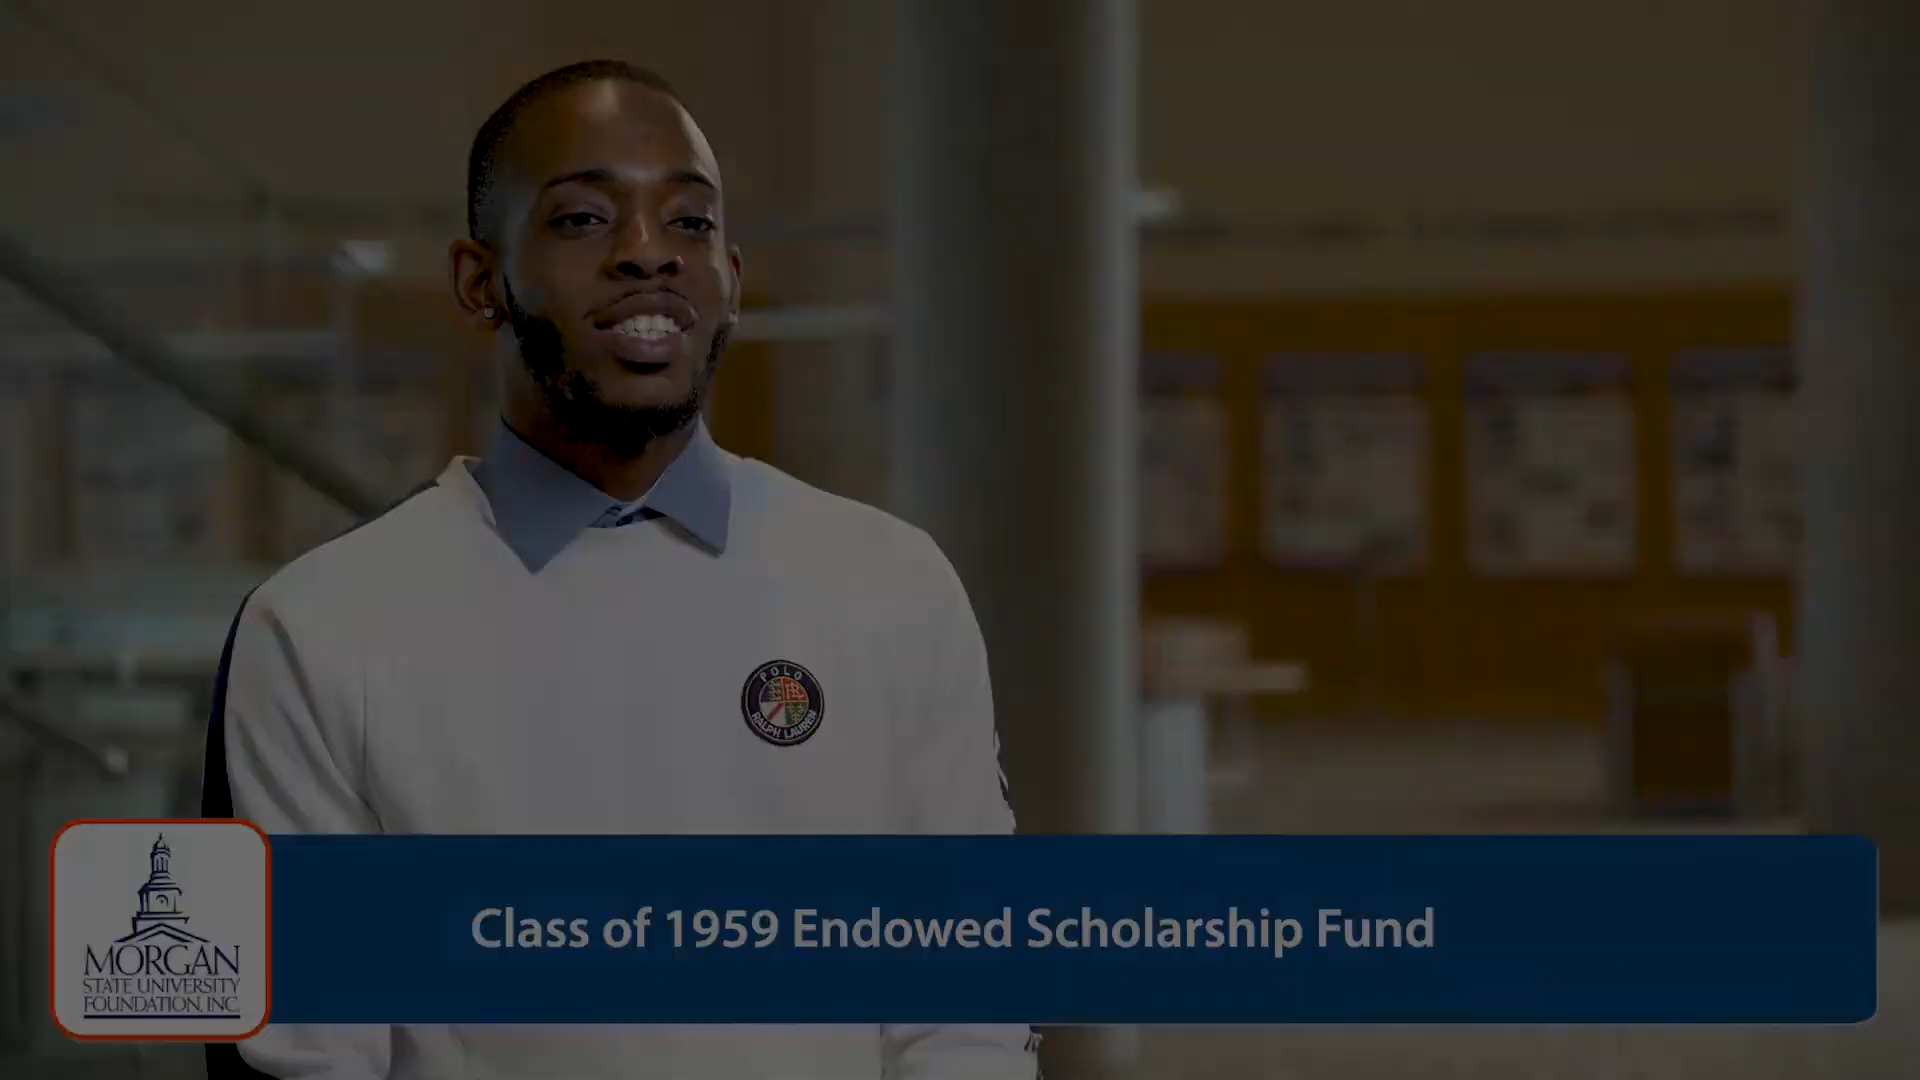 POLO
RALPH LAUREN
Class of 1959 Endowed Scholarship Fund
MORGAN
STATE UNIVERSITY
FOUNDATION, INC.